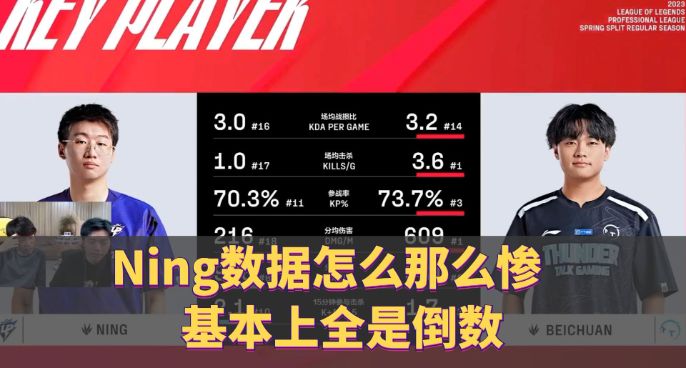 KEY PLAYER
2023
LEAGUE OF LEGENDS
PROFESSIONAL LEAGUE
SPRING SPLIT REGULAR SEASON
3.0 #16 场均战损比 3.2 #14
KDA PER GAME
1.0 #17 场均击杀 3.6 #1
KILLS/G
70.3% #11 参战率 73.7% #3
KP%
216 #18 分均伤害 609 #1
DMG/M
THUNDER
TALK GAMING
Ning数据怎么那么惨
15分钟参与击杀
NING
BEICHUAN
基本上全是倒数